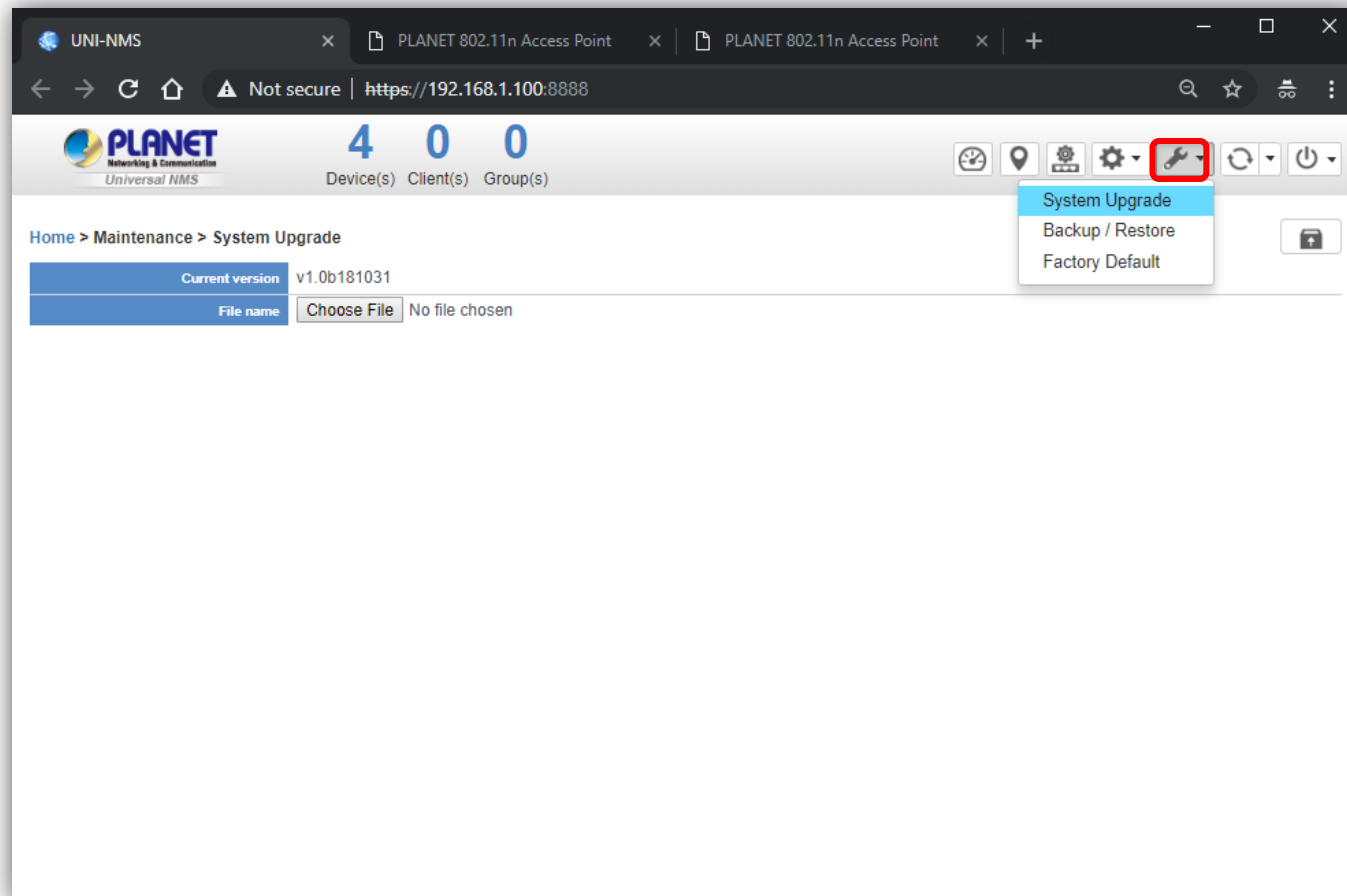 UNI-NMS
PLANET 802.11n Access Point
PLANET 802.11n Access Point
Not secure | https://192.168.1.100:8888
PLANET
Networking & Communication
Universal NMS
4 0 0
Device(s) Client(s) Group(s)
System Upgrade
Backup / Restore
Factory Default
Home > Maintenance > System Upgrade
Current version v1.0b181031
File name Choose File No file chosen